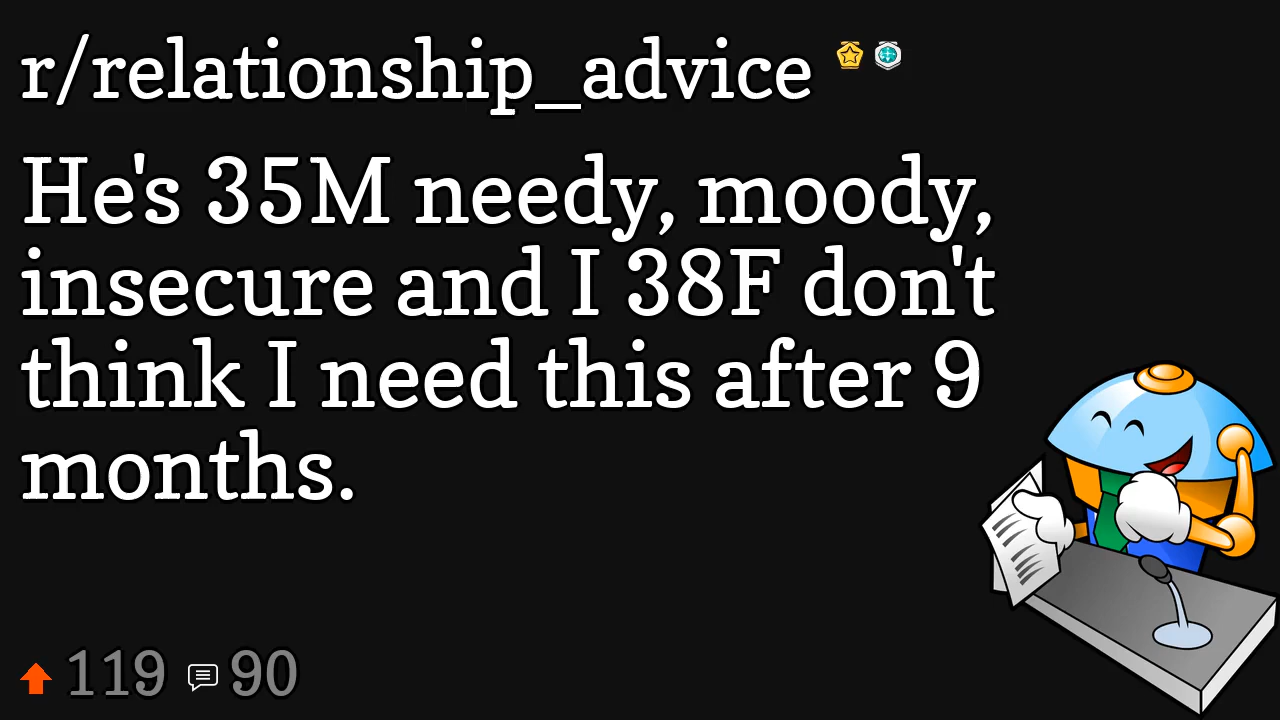 r/relationship_advice
He's 35M needy, moody,
insecure and I 38F don't
think I need this after 9
months.
119 90